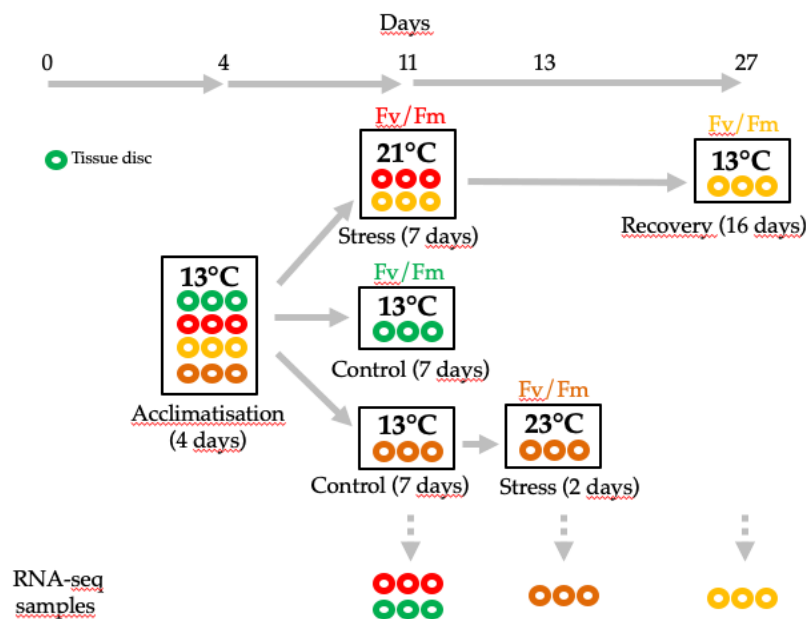 Days
0 4 11 13 27
Fv/Fm Fv/Fm
Tissue disc
21°C
13°C
Stress (7 days)
Recovery (16 days)
13°C
Fv/Fm
13°C
Control (7 days)
Acclimatisation
(4 days)
Fv/Fm
13°C
23°C
Control (7 days)
Stress (2 days)
RNA-seq
samples